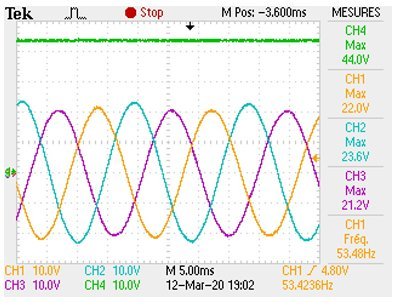 Tek Stop M Pos: -3.600ms MESURES
CH4
Max
44.0V
CH1
Max
22.0V
CH2
Max
23.6V
CH3
Max
21.2V
CH1
Fréq.
53.48Hz
CH1 10.0V CH2 10.0V M 5.00ms CH1 4.80V
CH3 10.0V CH4 10.0V 12-Mar-20 19:02 53.4236Hz